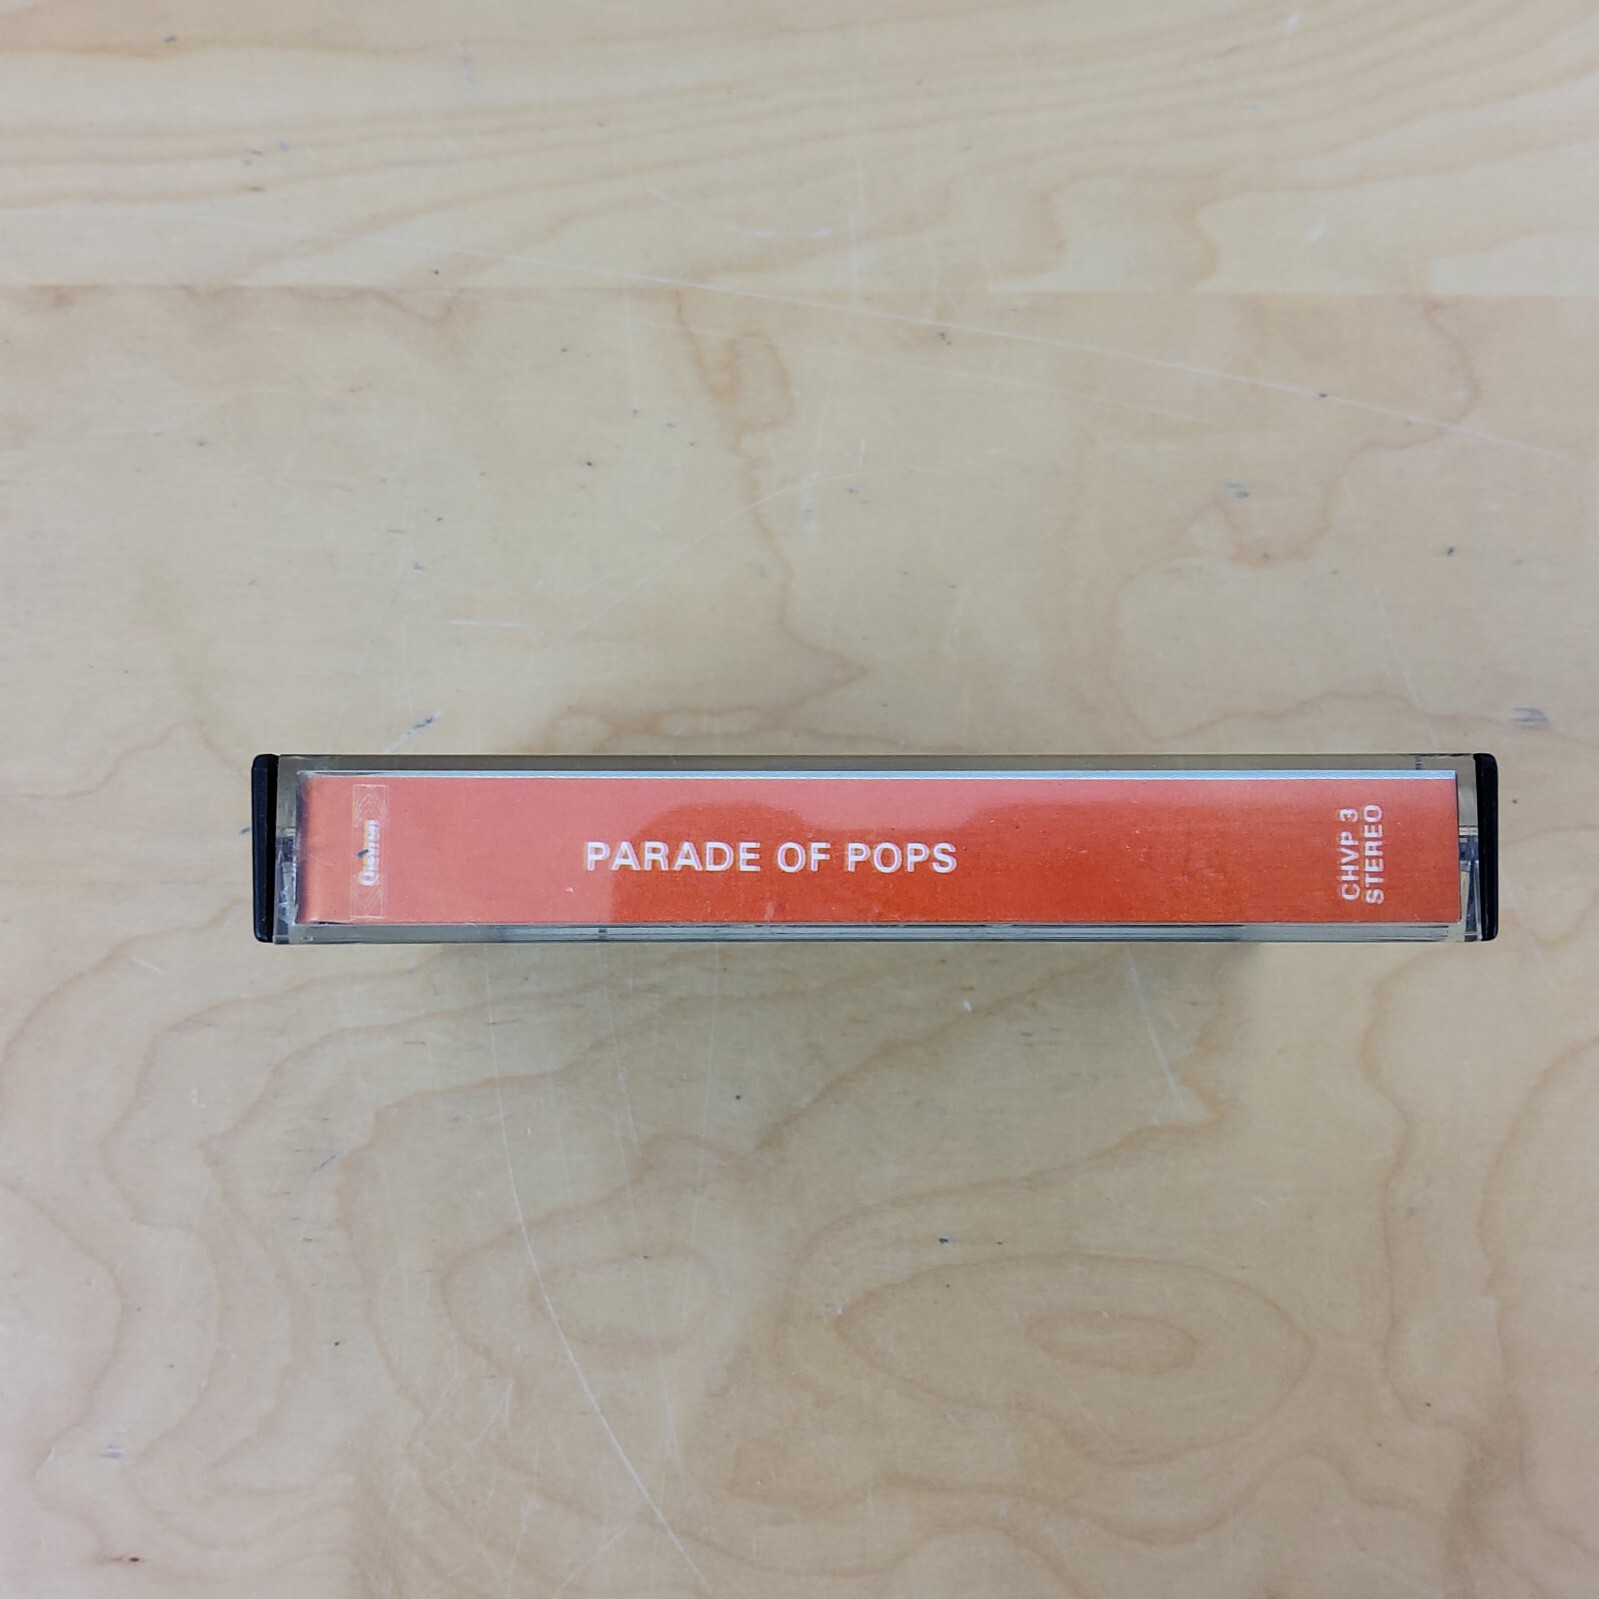 PARADE OF POPS
CHVP 3
STEREO